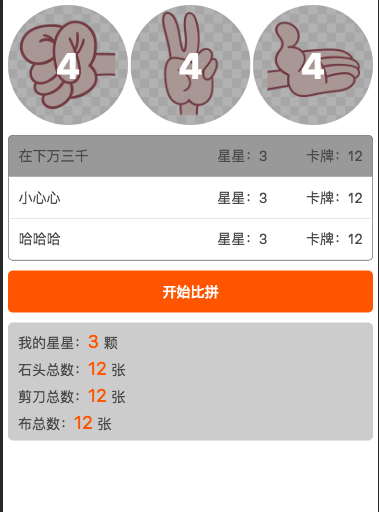 4 4 4
在下万三千 星星：3 卡牌：12
小心心 星星：3 卡牌：12
哈哈哈 星星：3 卡牌：12
开始比拼
我的星星：3 颗
石头总数：12 张
剪刀总数：12 张
布总数：12 张